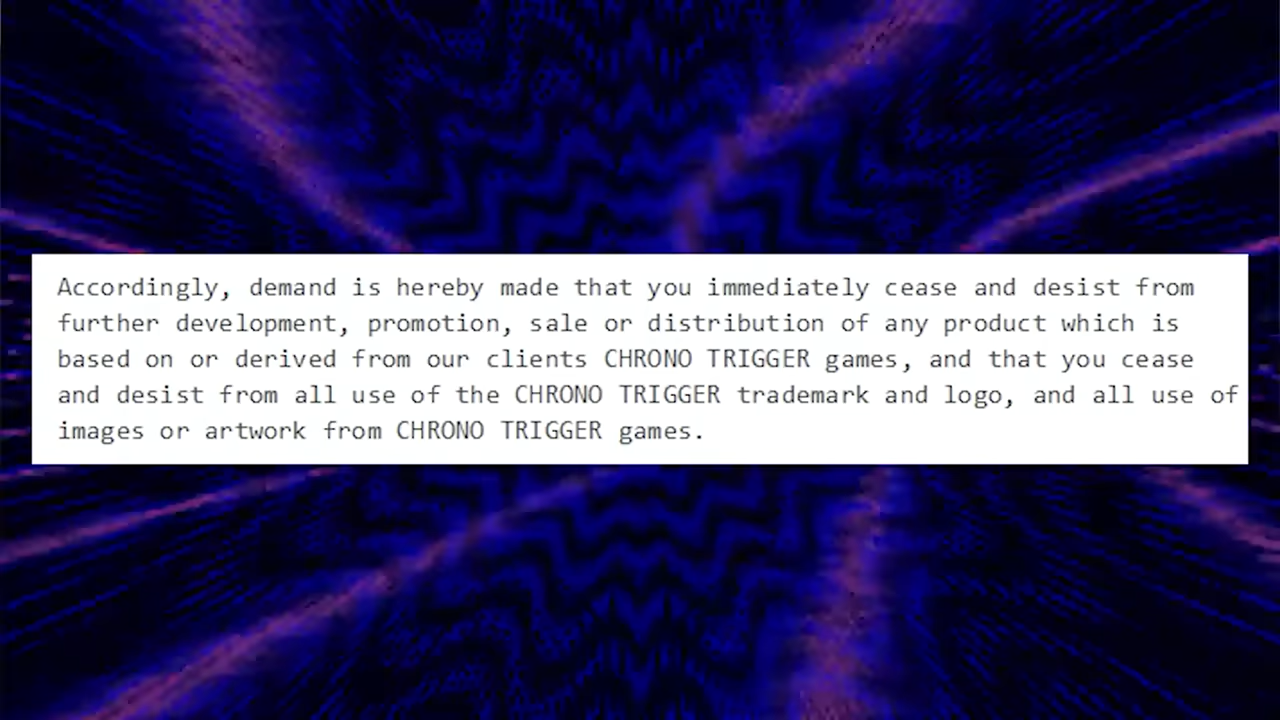 Accordingly, demand is hereby made that you immediately cease and desist from
further development, promotion, sale or distribution of any product which is
based on or derived from our clients CHRONO TRIGGER games, and that you cease
and desist from all use of the CHRONO TRIGGER trademark and logo, and all use of
images or artwork from CHRONO TRIGGER games.